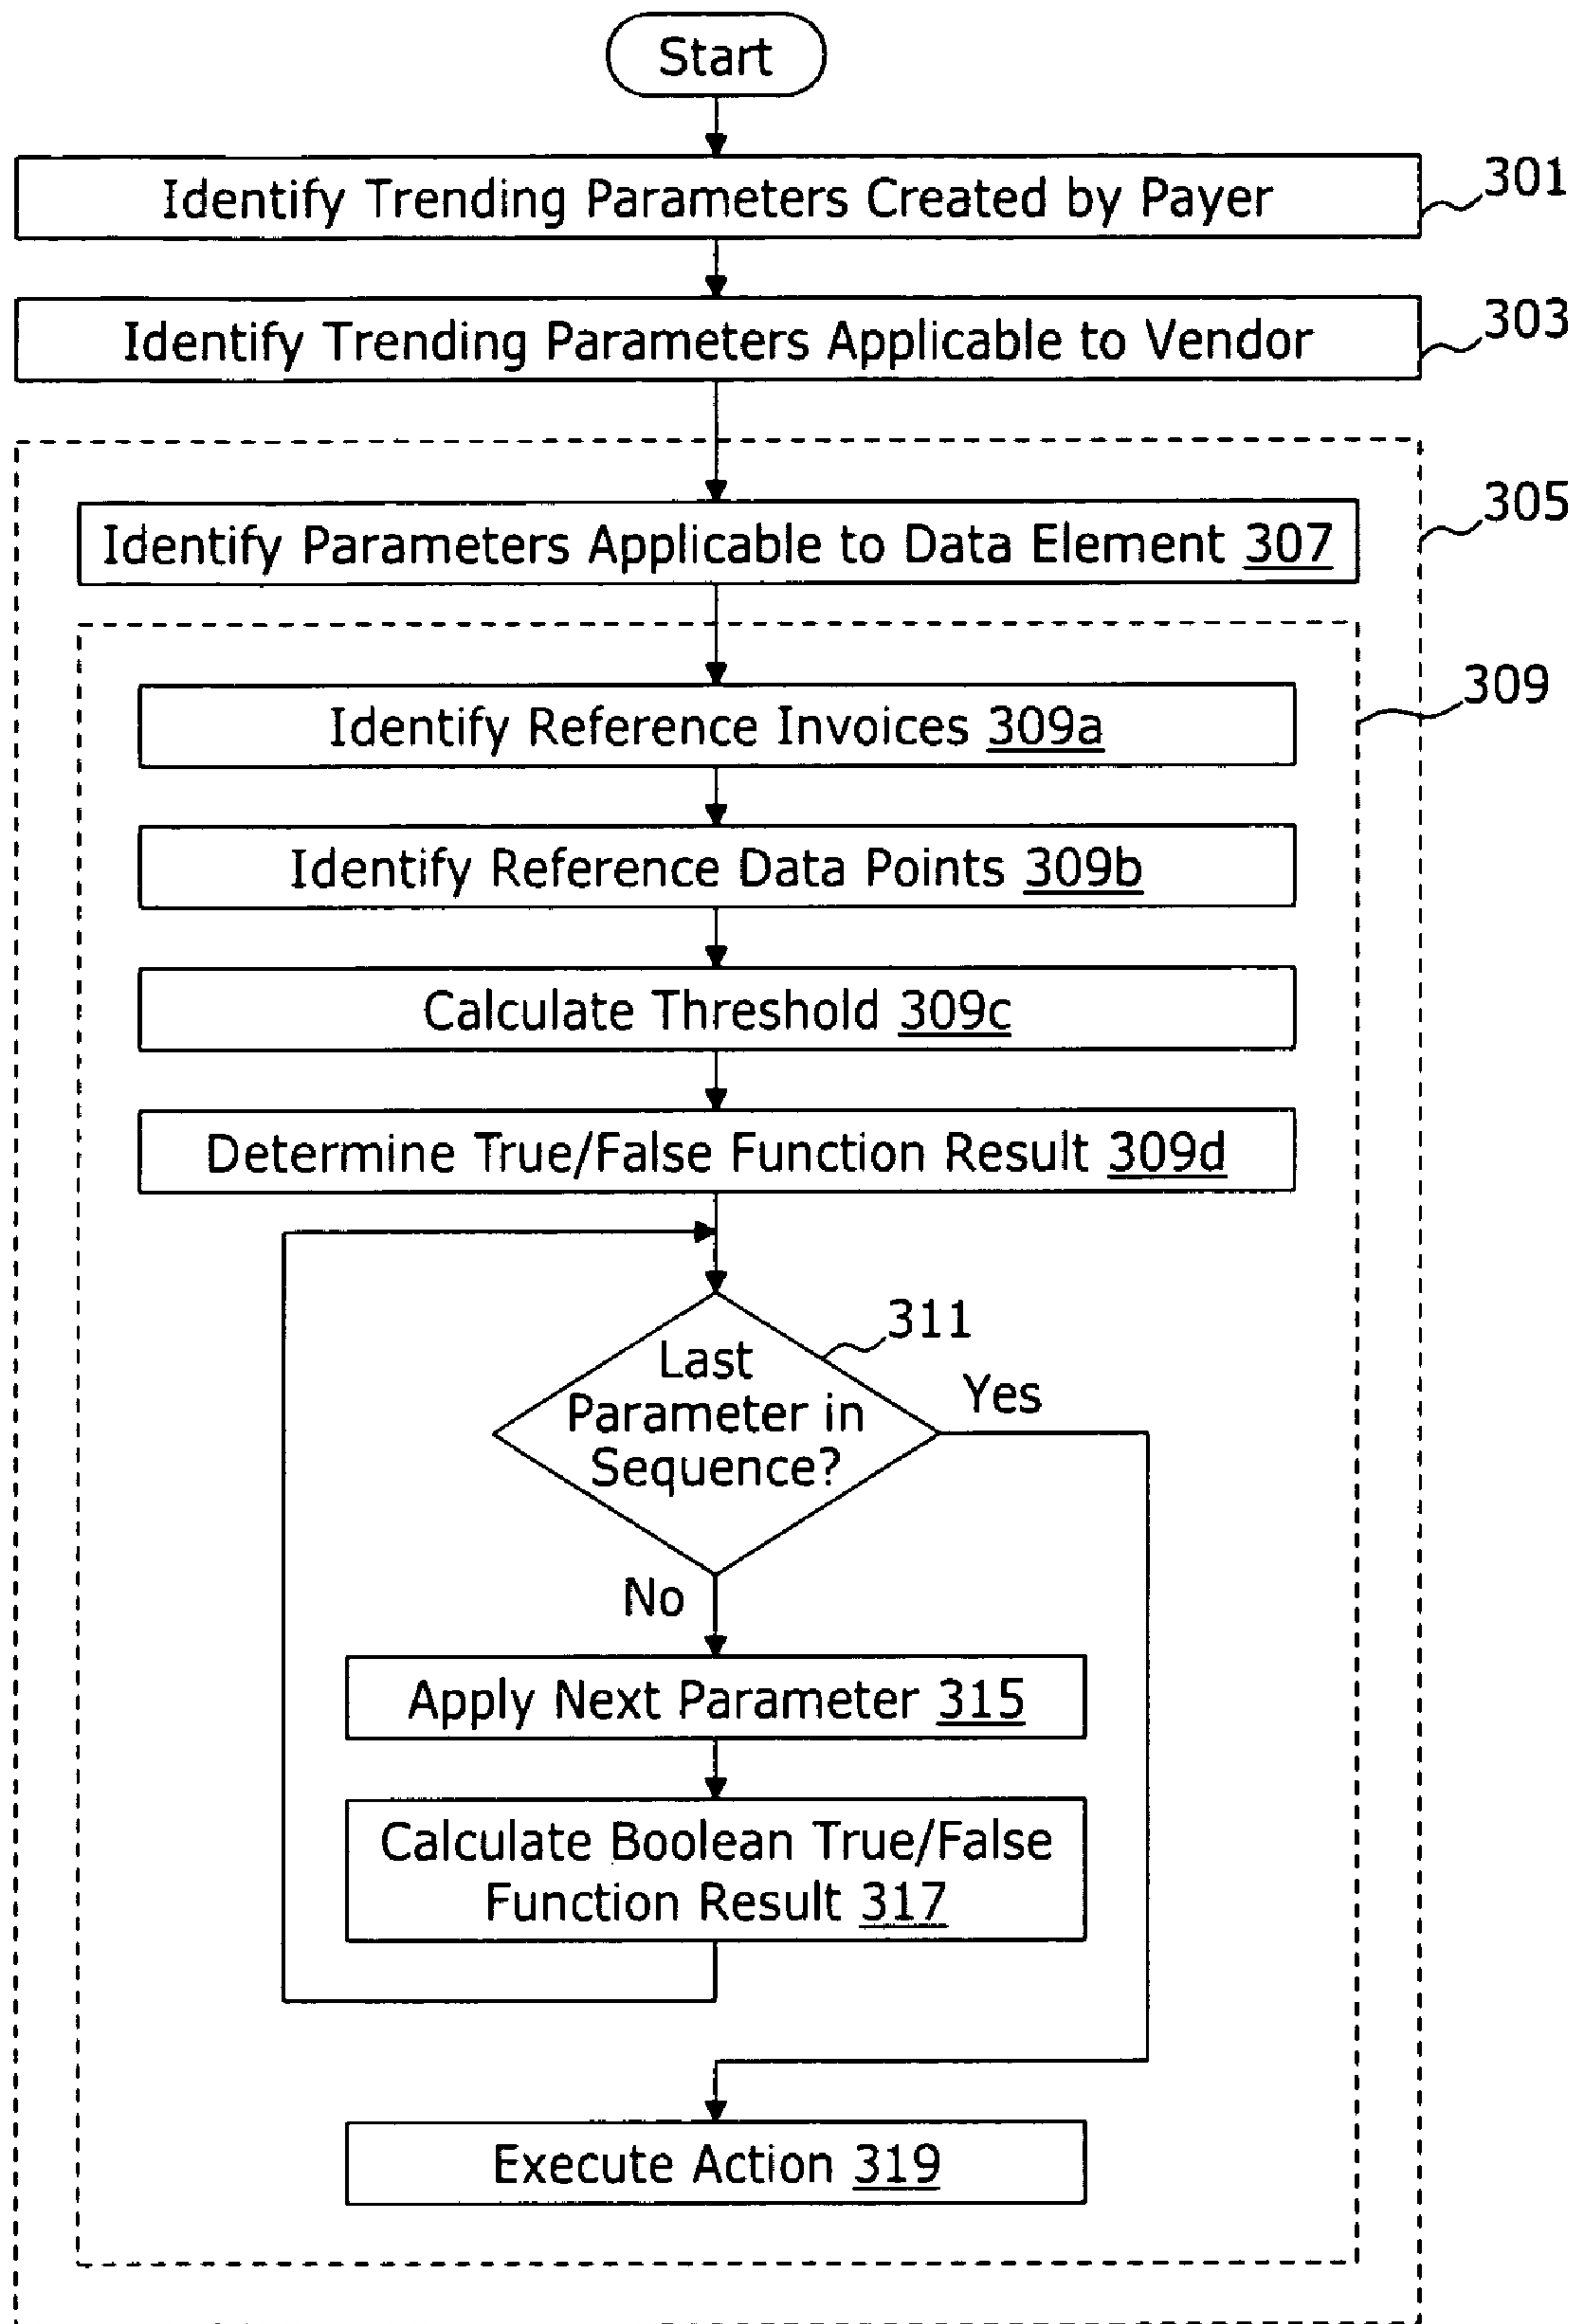 Start
Identify Trending Parameters Created by Payer
301
Identify Trending Parameters Applicable to Vendor
303
305
Identify Parameters Applicable to Data Element 307
309
Identify Reference Invoices 309a
Identify Reference Data Points 309b
Calculate Threshold 309c
Determine True/False Function Result 309d
311
Last
Parameter in
Sequence?
Yes
No
Apply Next Parameter 315
Calculate Boolean True/False
Function Result 317
Execute Action 319